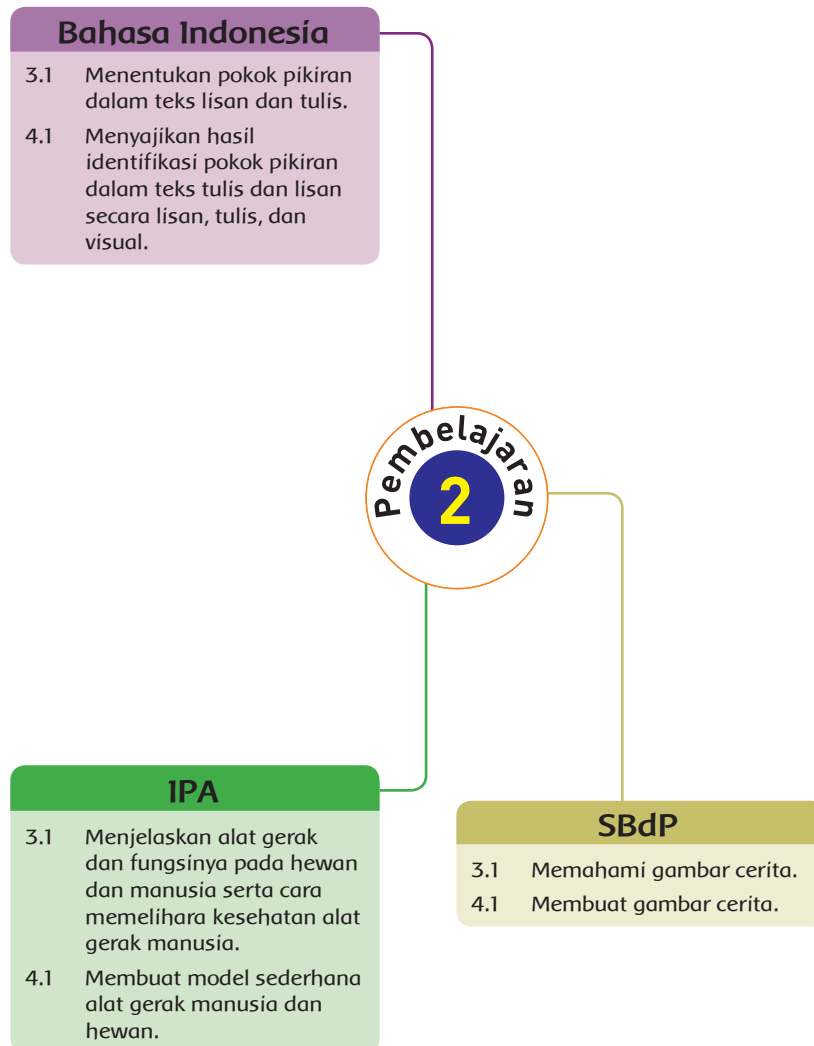 Bahasa Indonesia
3.1 Menentukan pokok pikiran
dalam teks lisan dan tulis.
4.1 Menyajikan hasil
identifikasi pokok pikiran
dalam teks tulis dan lisan
secara lisan, tulis, dan
visual.
Pembelajaran
2
IPA
3.1 Menjelaskan alat gerak
dan fungsinya pada hewan
dan manusia serta cara
memelihara kesehatan alat
gerak manusia.
4.1 Membuat model sederhana
alat gerak manusia dan
hewan.
SBdP
3.1 Memahami gambar cerita.
4.1 Membuat gambar cerita.